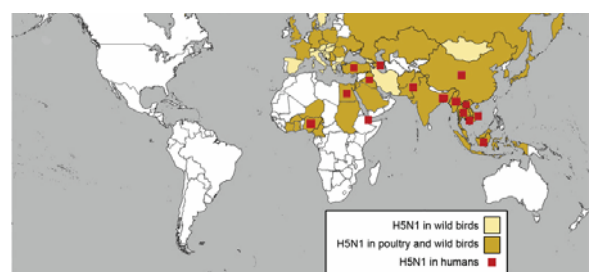 H5N1 in wild birds
H5N1 in poultry and wild birds
H5N1 in humans